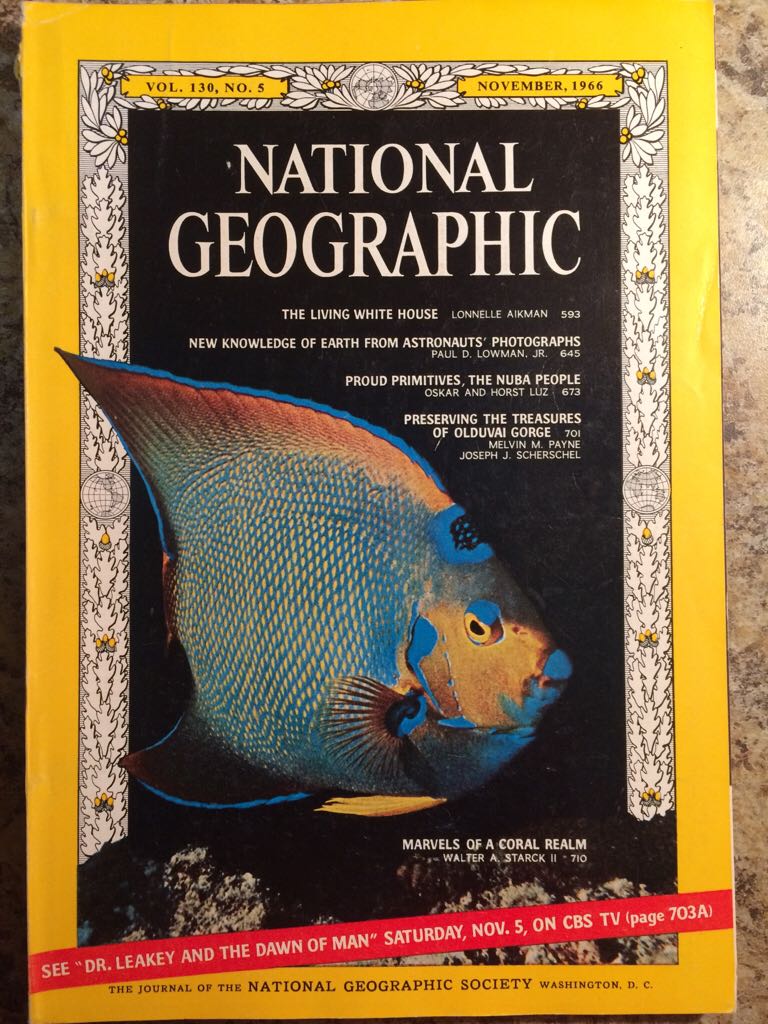 VOL. 130, NO. 5
NOVEMBER, 1966
NATIONAL
GEOGRAPHIC
THE LIVING WHITE HOUSE LONNELLE AIKMAN 593
NEW KNOWLEDGE OF EARTH FROM ASTRONAUTS' PHOTOGRAPHS
PAUL D. LOWMAN, JR. 645
PROUD PRIMITIVES, THE NUBA PEOPLE
OSKAR AND HORST LUZ 673
PRESERVING THE TREASURES
OF OLDUVAI GORGE 701
MELVIN M. PAYNE
JOSEPH J. SCHERSCHEL
MARVELS OF A CORAL REALM
WALTER A. STARCK II 710
SEE "DR. LEAKEY AND THE DAWN OF MAN" SATURDAY, NOV. 5, ON CBS TV (page 703A)
THE JOURNAL OF THE NATIONAL GEOGRAPHIC SOCIETY WASHINGTON, D. C.